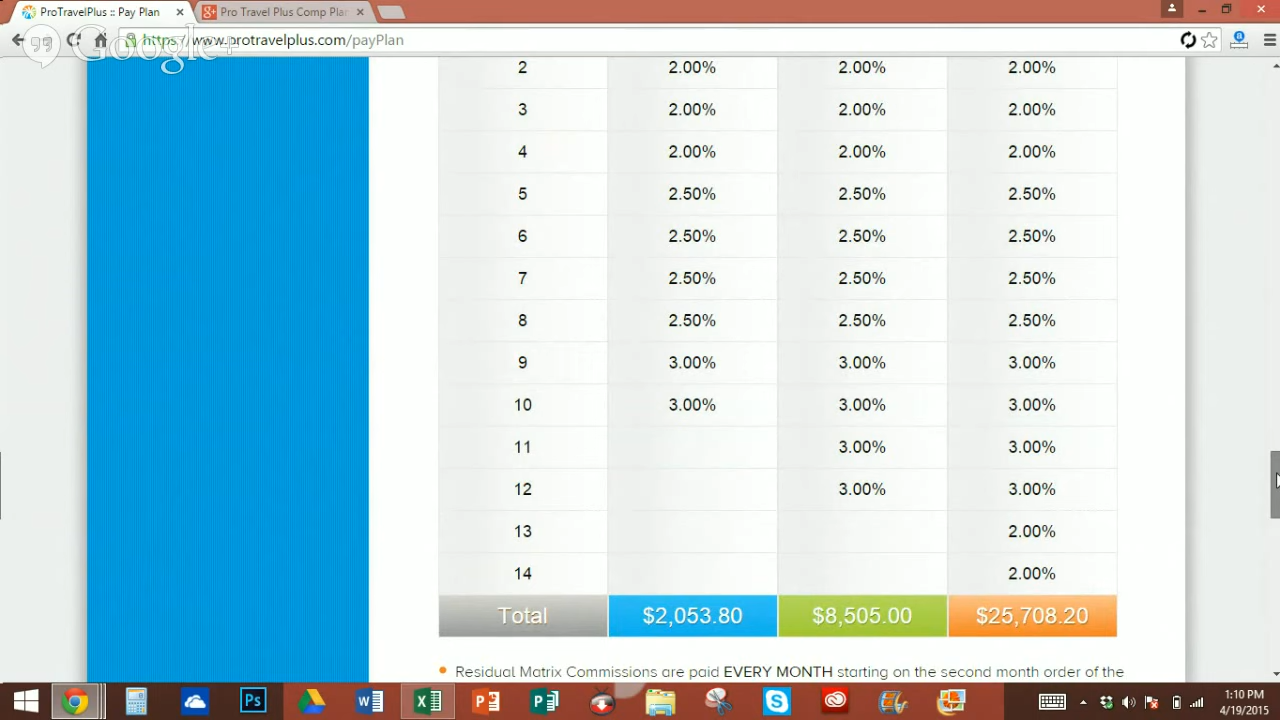 ProTravelPlus :: Pay Plan
Pro Travel Plus Comp Plan
Google+
https://www.protravelplus.com/payPlan
2 2.00% 2.00% 2.00%
3 2.00% 2.00% 2.00%
4 2.00% 2.00% 2.00%
5 2.50% 2.50% 2.50%
6 2.50% 2.50% 2.50%
7 2.50% 2.50% 2.50%
8 2.50% 2.50% 2.50%
9 3.00% 3.00% 3.00%
10 3.00% 3.00% 3.00%
11 3.00% 3.00%
12 3.00% 3.00%
13 2.00%
14 2.00%
Total $2,053.80 $8,505.00 $25,708.20
Residual Matrix Commissions are paid EVERY MONTH starting on the second month order of the
1:10 PM
4/19/2015